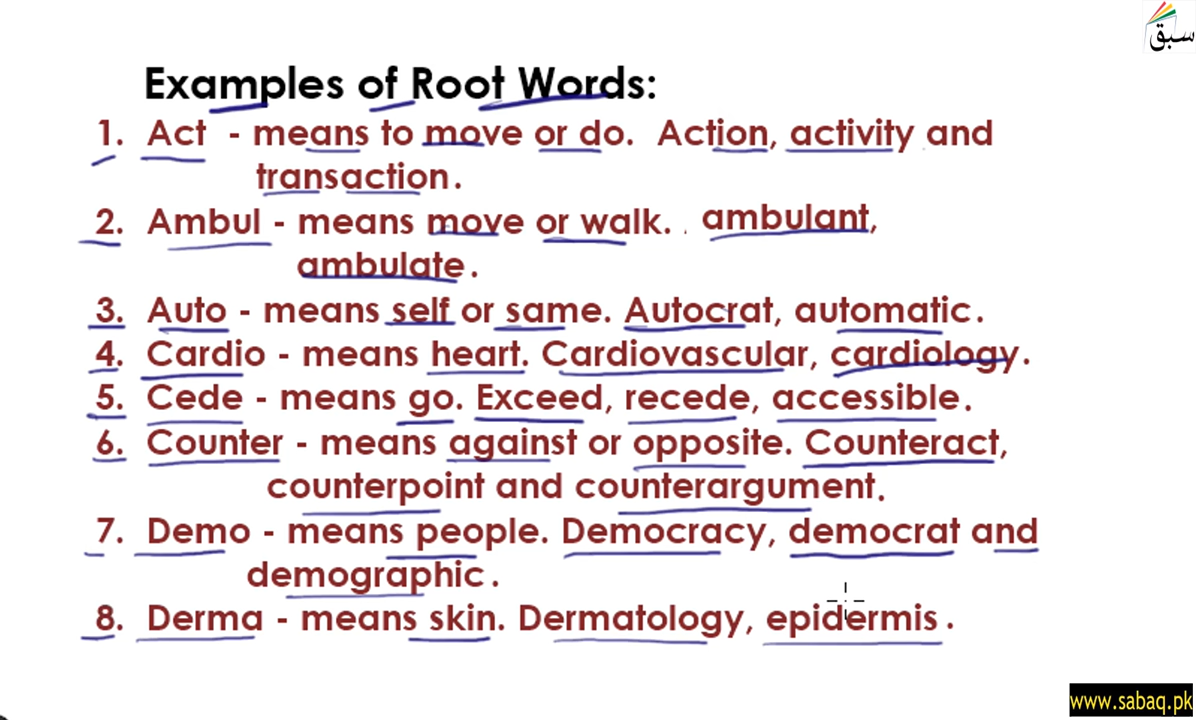 سبق
Examples of Root Words:
1. Act - means to move or do. Action, activity and
transaction.
2. Ambul - means move or walk. . ambulant,
ambulate.
3. Auto - means self or same. Autocrat, automatic.
4. Cardio - means heart. Cardiovascular, cardiology.
5. Cede - means go. Exceed, recede, accessible.
6. Counter - means against or opposite. Counteract,
counterpoint and counterargument.
7. Demo - means people. Democracy, democrat and
demographic.
8. Derma - means skin. Dermatology, epidermis.
www.sabaq.pk